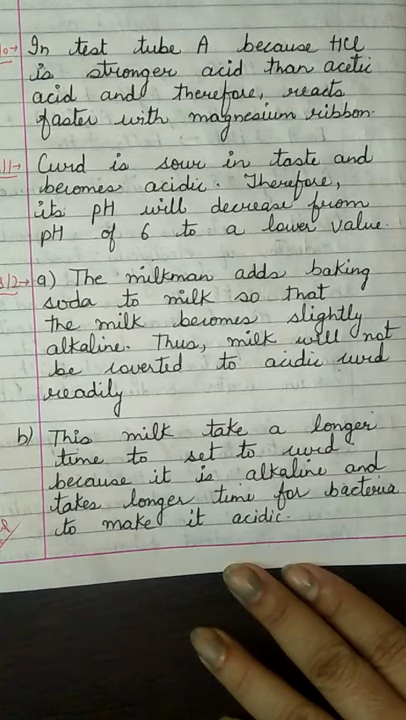 10→ In test tube A because HCl
is stronger acid than acetic
acid and therefore, reacts
faster with magnesium ribbon.
11→ Curd is sour in taste and
becomes acidic. Therefore,
its pH will decrease from
pH of 6 to a lower value.
12→ a) The milkman adds baking
soda to milk so that
the milk becomes slightly
alkaline. Thus, milk will not
be coverted to acidic curd
readily
b) This milk take a longer
time to set to curd
because it is alkaline and
takes longer time for bacteria
to make it acidic.